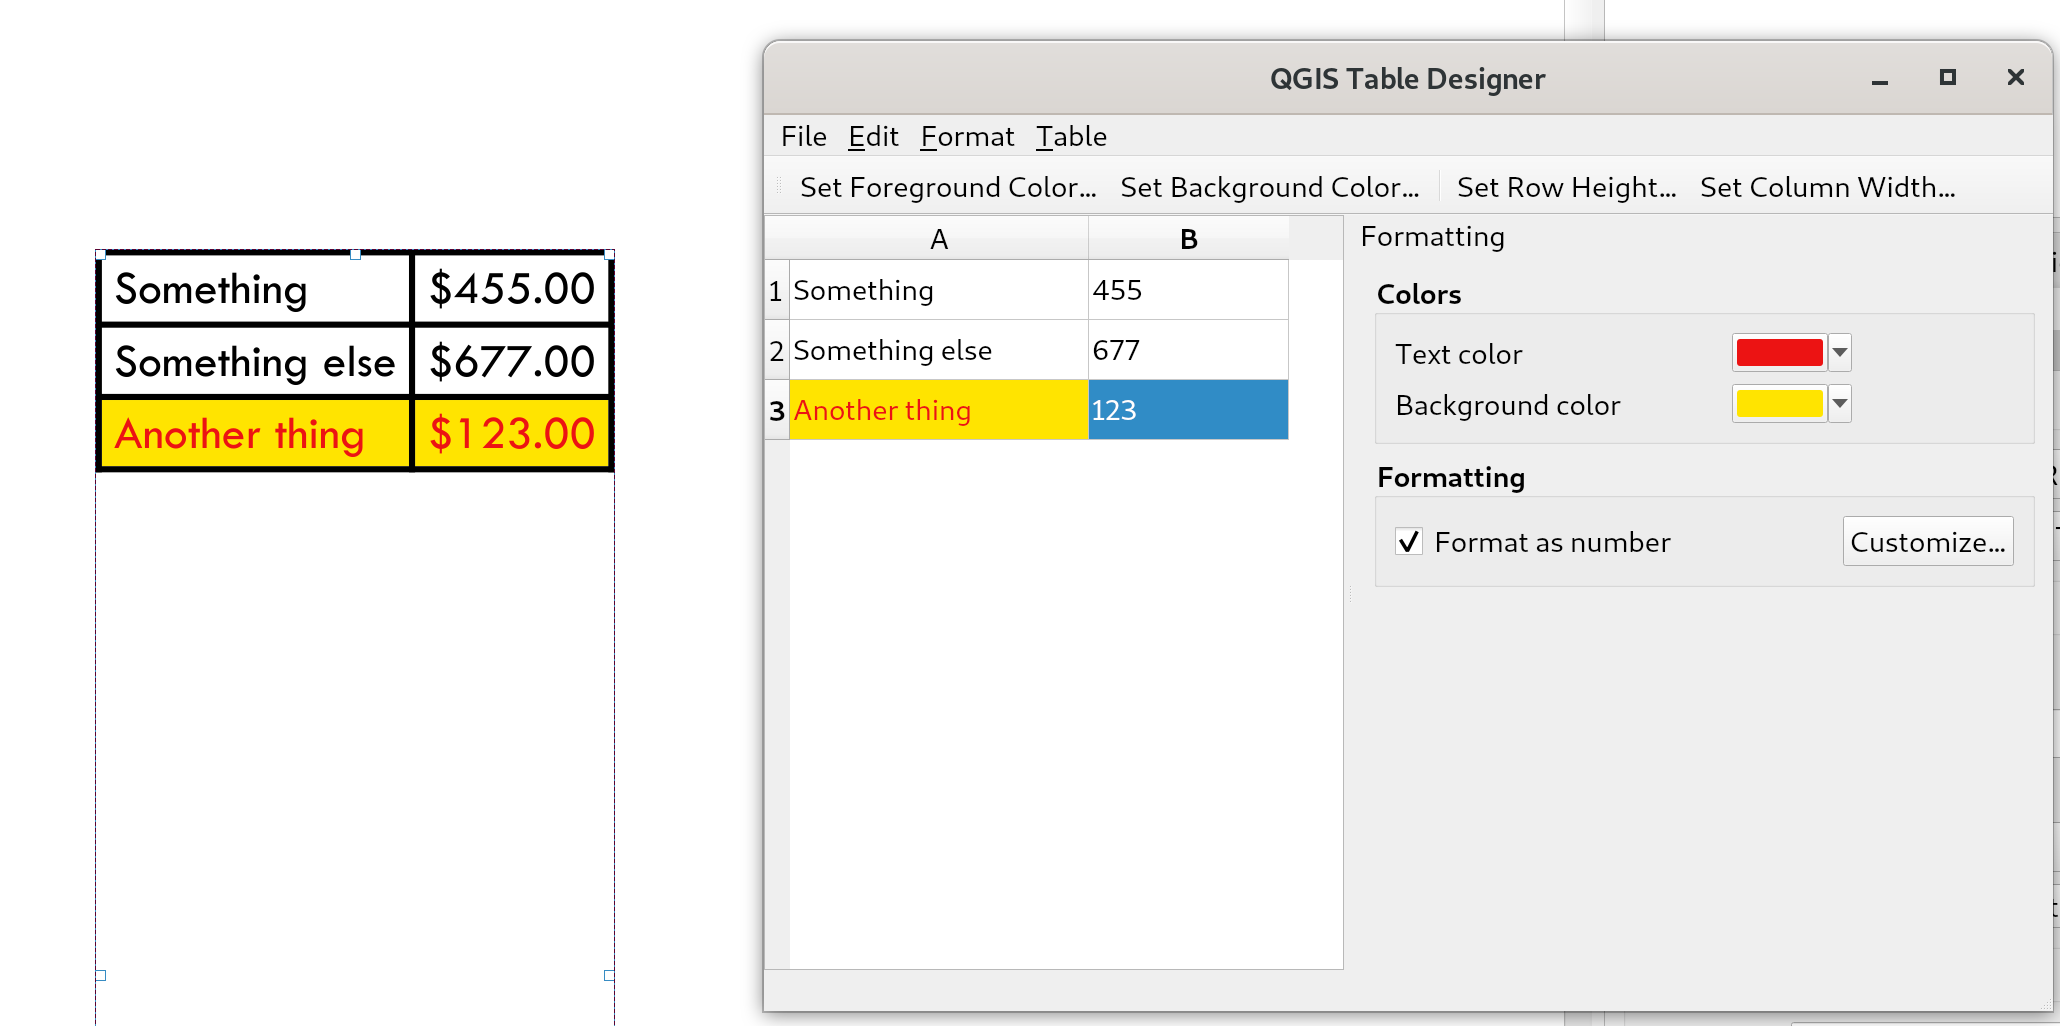 Something $455.00
Something else $677.00
Another thing $123.00
QGIS Table Designer
File Edit Format Table
Set Foreground Color... Set Background Color... Set Row Height... Set Column Width...
A B
1 Something 455
2 Something else 677
3 Another thing 123
Formatting
Colors
Text color
Background color
Formatting
Format as number Customize...